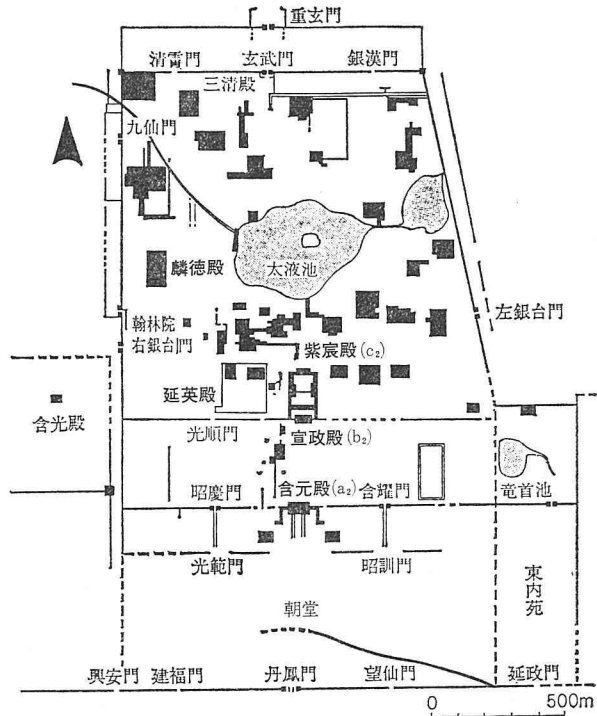 重玄門
清霄門 玄武門 銀漢門
三清殿
九仙門
太液池
麟徳殿
翰林院
右銀台門
左銀台門
紫宸殿(c₂)
延英殿
含光殿
光順門
宣政殿(b₂)
竜首池
昭慶門
含元殿(a₂)
含耀門
光範門
昭訓門
東内苑
朝堂
興安門 建福門 丹鳳門 望仙門 延政門
0 500m